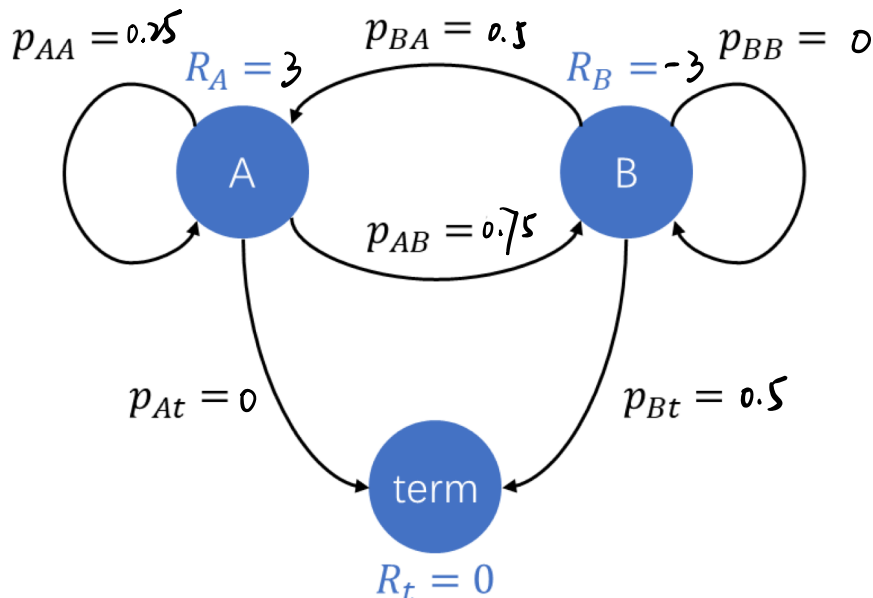 p_AA = 0.25
R_A = 3
p_BA = 0.5
R_B = -3
p_BB = 0
A
B
p_AB = 0.75
p_At = 0
p_Bt = 0.5
term
R_t = 0